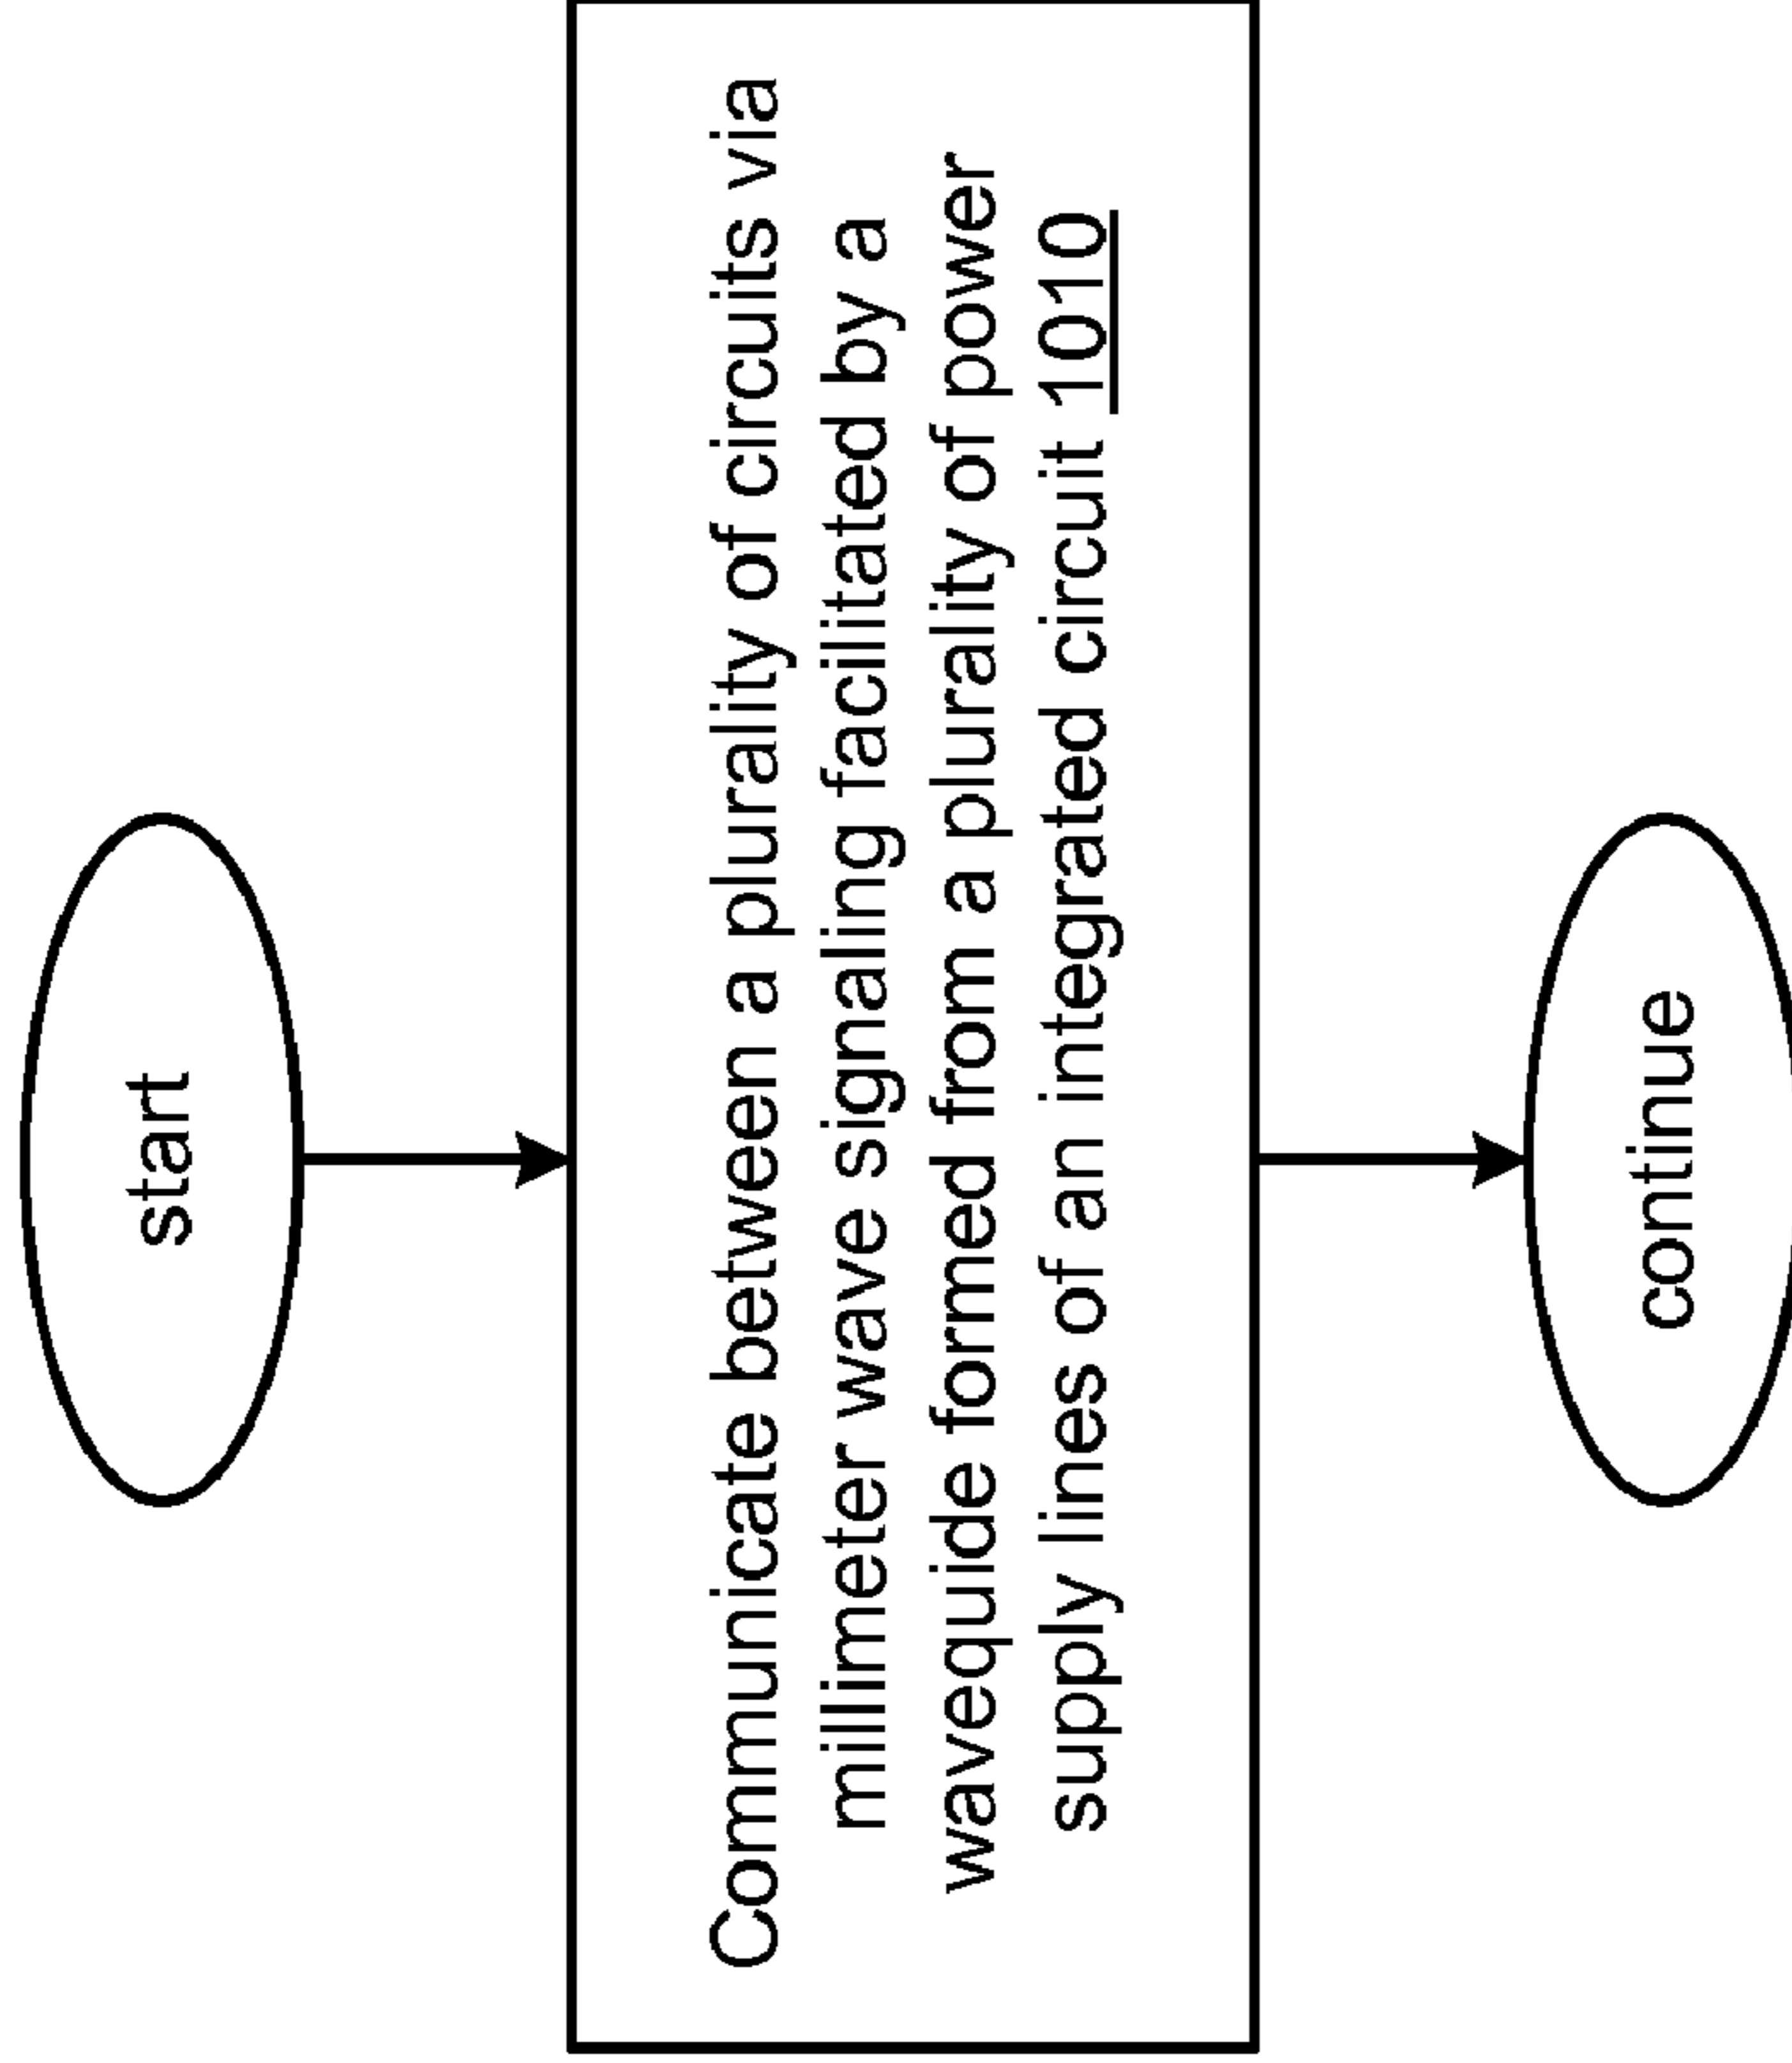 start
Communicate between a plurality of circuits via
millimeter wave signaling facilitated by a
wavequide formed from a plurality of power
supply lines of an integrated circuit 1010
continue